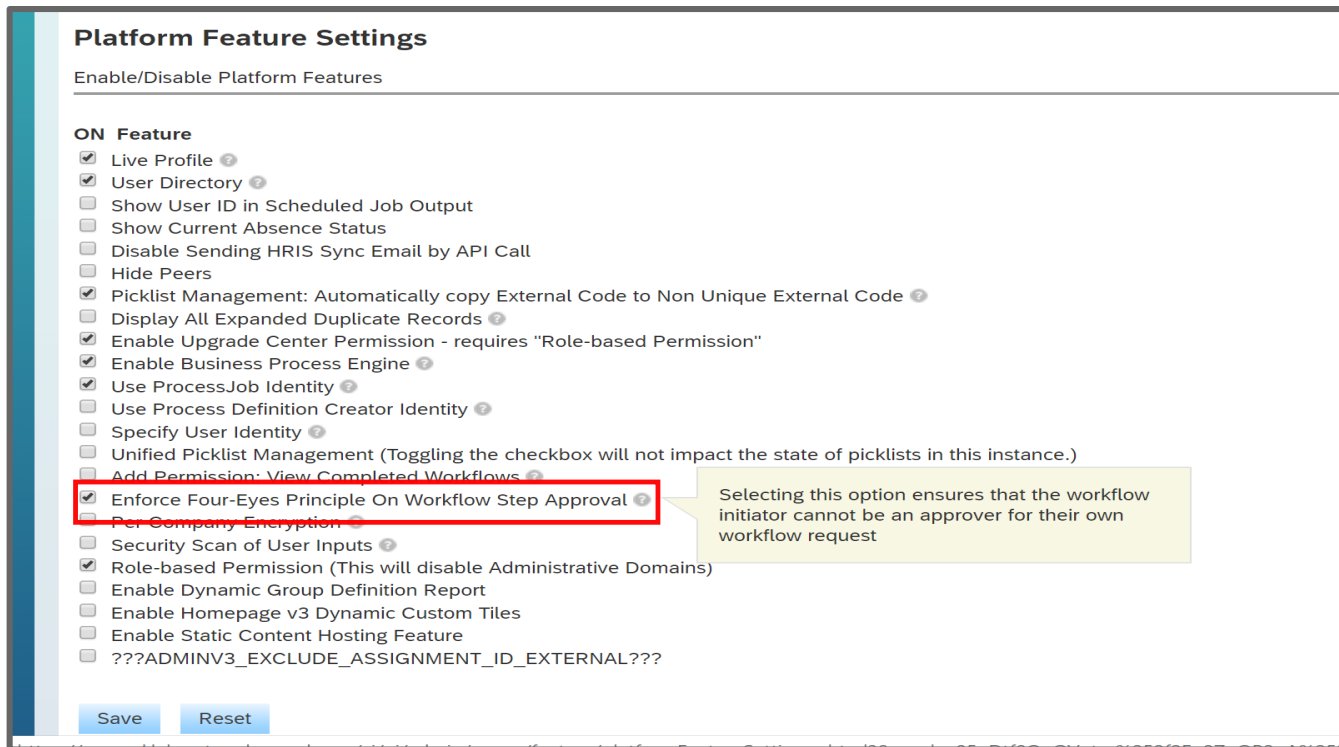 Platform Feature Settings
Enable/Disable Platform Features
ON Feature
Live Profile
User Directory
Show User ID in Scheduled Job Output
Show Current Absence Status
Disable Sending HRIS Sync Email by API Call
Hide Peers
Picklist Management: Automatically copy External Code to Non Unique External Code
Display All Expanded Duplicate Records
Enable Upgrade Center Permission - requires "Role-based Permission"
Enable Business Process Engine
Use ProcessJob Identity
Use Process Definition Creator Identity
Specify User Identity
Unified Picklist Management (Toggling the checkbox will not impact the state of picklists in this instance.)
Add Permission: View Completed Workflows
Enforce Four-Eyes Principle On Workflow Step Approval
Selecting this option ensures that the workflow
initiator cannot be an approver for their own
workflow request
Per Company Encryption
Security Scan of User Inputs
Role-based Permission (This will disable Administrative Domains)
Enable Dynamic Group Definition Report
Enable Homepage v3 Dynamic Custom Tiles
Enable Static Content Hosting Feature
???ADMINV3_EXCLUDE_ASSIGNMENT_ID_EXTERNAL???
Save Reset